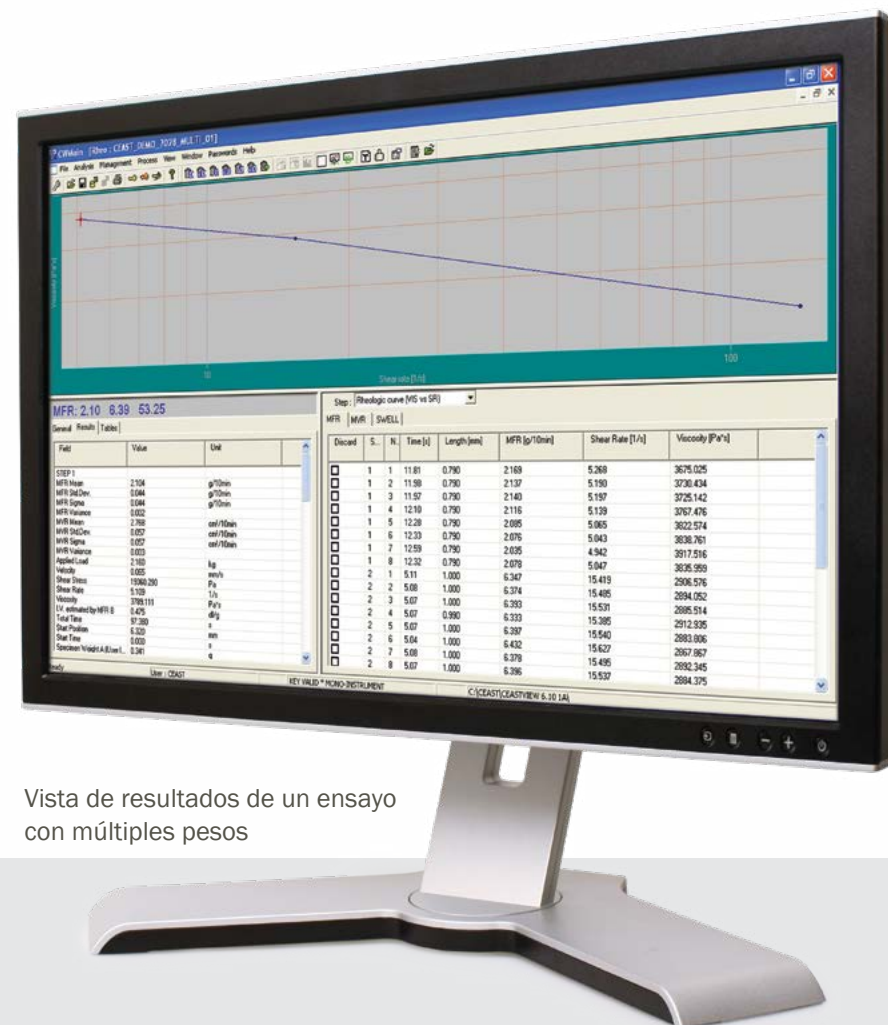 CWMain - [Rheo : CEAST_DEMO_7028_MULTI_01]
File Analysis Management Process View Window Passwords Help
10
100
Shear rate [1/s]
MFR: 2.10 6.39 53.25
General Results Tables
Field Value Unit
STEP 1
MFR Mean 2.104 g/10min
MFR Std.Dev. 0.044 g/10min
MFR Sigma 0.044 g/10min
MFR Variance 0.002
MVR Mean 2.768 cm³/10min
MVR Std.Dev. 0.057 cm³/10min
MVR Sigma 0.057 cm³/10min
MVR Variance 0.003
Applied Load 2.160 kg
Velocity 0.065 mm/s
Shear Stress 19360.290 Pa
Shear Rate 5.109 1/s
Viscosity 3789.111 Pa*s
I.V. estimated by MFR-B 0.475 dl/g
Total Time 97.380 s
Start Position 6.320 mm
Start Time 0.000 s
Specimen Weight A (User I... 0.341 g
Step : Rheologic curve (VIS vs SR)
MFR MVR SWELL
Discard S... N. Time [s] Length [mm] MFR [g/10min] Shear Rate [1/s] Viscosity [Pa*s]
1 1 11.81 0.790 2.169 5.268 3675.025
1 2 11.98 0.790 2.137 5.190 3730.434
1 3 11.97 0.790 2.140 5.197 3725.142
1 4 12.10 0.790 2.116 5.139 3767.476
1 5 12.28 0.790 2.085 5.065 3822.574
1 6 12.33 0.790 2.076 5.043 3838.761
1 7 12.59 0.790 2.035 4.942 3917.516
1 8 12.32 0.790 2.078 5.047 3835.959
2 1 5.11 1.000 6.347 15.419 2906.576
2 2 5.08 1.000 6.374 15.485 2894.052
2 3 5.07 1.000 6.393 15.531 2885.514
2 4 5.07 0.990 6.333 15.385 2912.935
2 5 5.07 1.000 6.397 15.540 2883.806
2 6 5.04 1.000 6.432 15.627 2867.867
2 7 5.08 1.000 6.378 15.495 2892.345
2 8 5.07 1.000 6.396 15.537 2884.375
User : CEAST
KEY VALID * MONO-INSTRUMENT
C:\CEAST\CEASTVIEW 6.10 1A\
Vista de resultados de un ensayo
con múltiples pesos